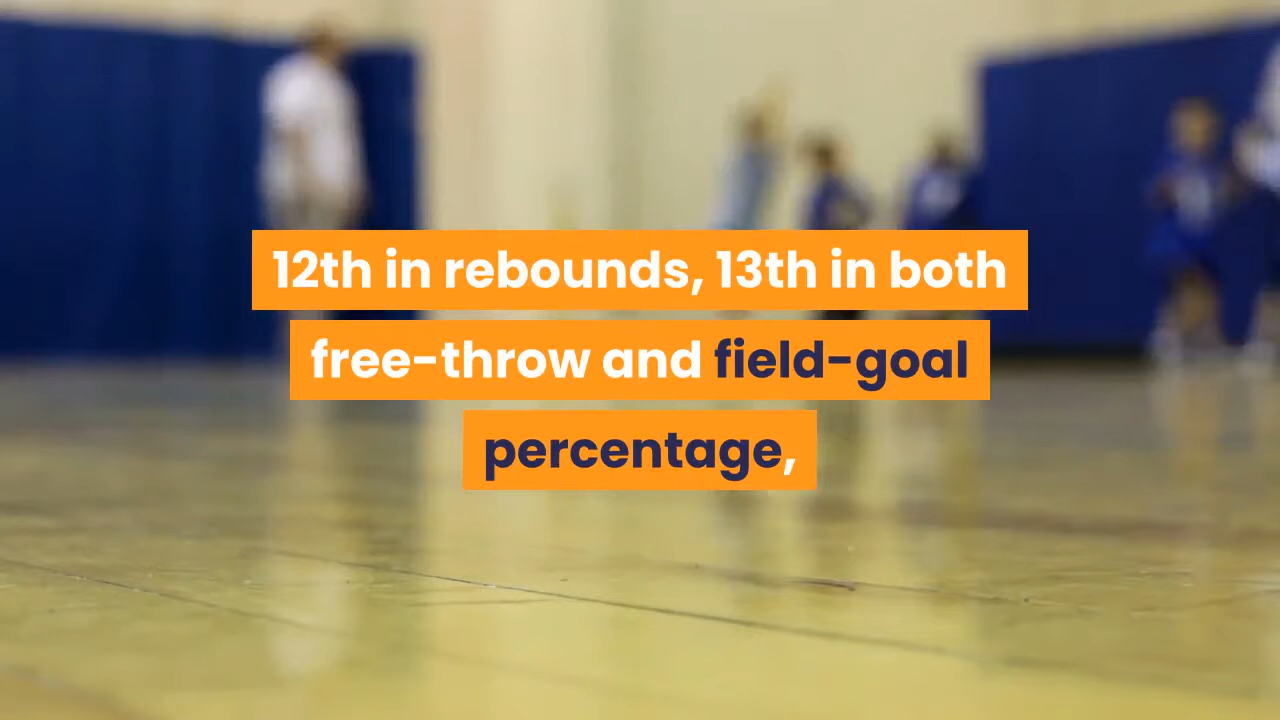 12th in rebounds, 13th in both
free-throw and field-goal
percentage,